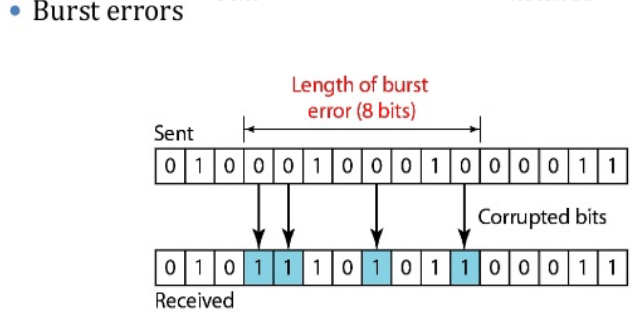 • Burst errors
Length of burst
error (8 bits)
Sent
0 1 0 0 0 1 0 0 0 1 0 0 0 0 1 1
Corrupted bits
0 1 0 1 1 1 0 1 0 1 1 0 0 0 1 1
Received